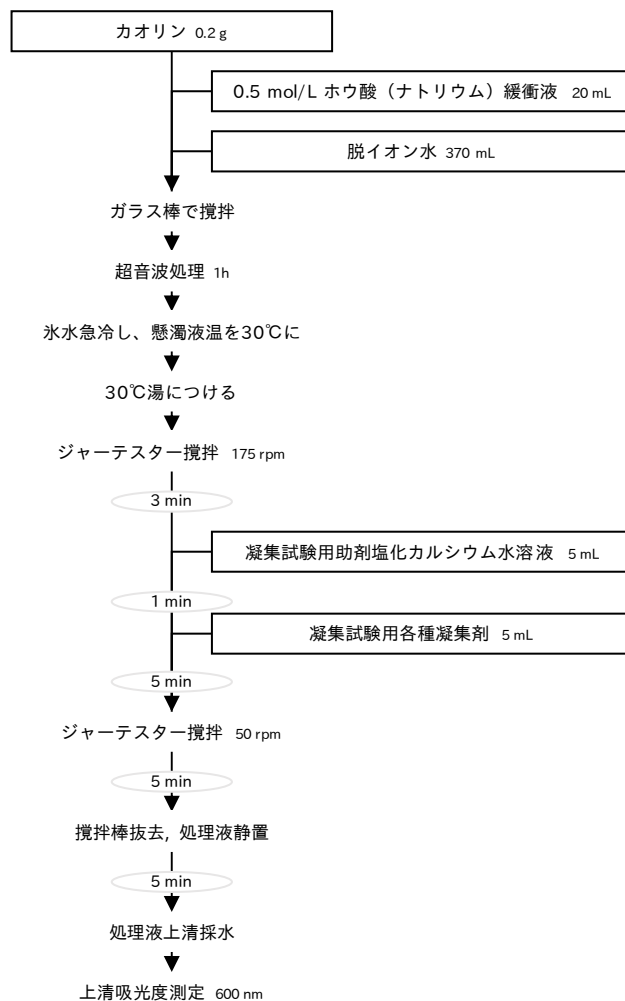 カオリン 0.2 g
0.5 mol/L ホウ酸（ナトリウム）緩衝液 20 mL
脱イオン水 370 mL
ガラス棒で撹拌
超音波処理 1h
氷水急冷し、懸濁液温を30℃に
30℃湯につける
ジャーテスター撹拌 175 rpm
3 min
凝集試験用助剤塩化カルシウム水溶液 5 mL
1 min
凝集試験用各種凝集剤 5 mL
5 min
ジャーテスター撹拌 50 rpm
5 min
撹拌棒抜去, 処理液静置
5 min
処理液上清採水
上清吸光度測定 600 nm